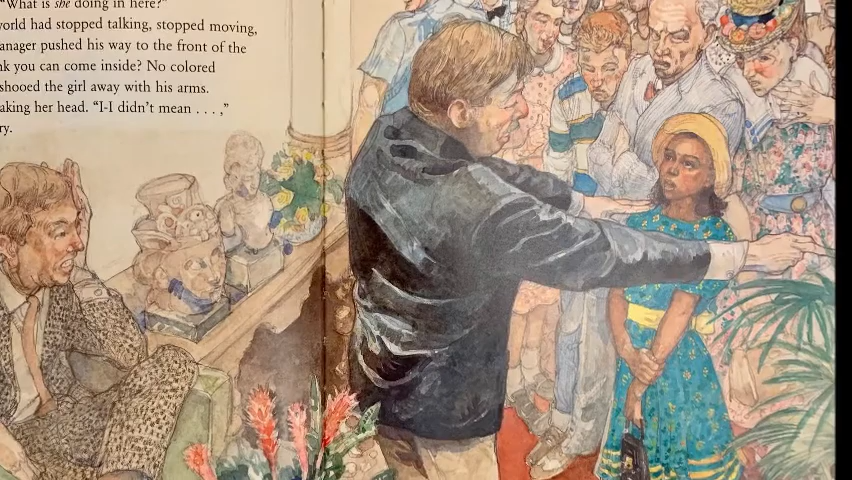 "What is she doing in here?"
world had stopped talking, stopped moving,
anager pushed his way to the front of the
nk you can come inside? No colored
shooed the girl away with his arms.
aking her head. "I-I didn't mean . . . ,"
ry.